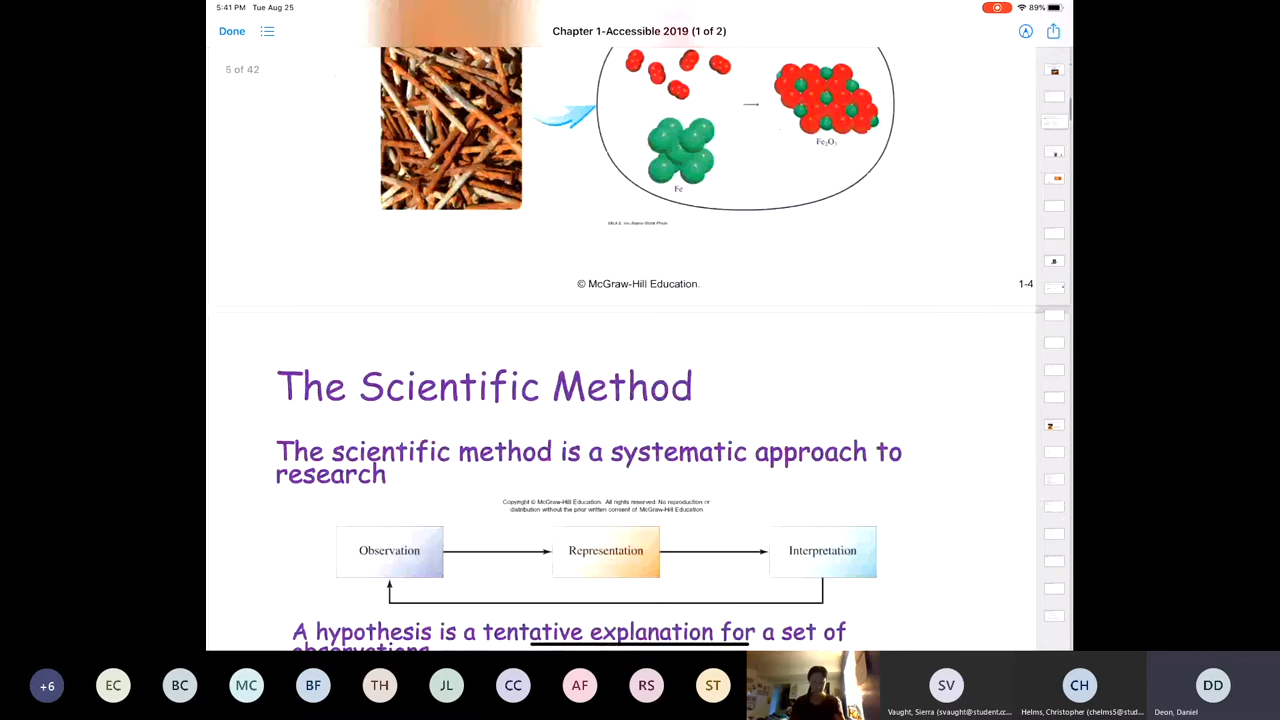 5:41 PM Tue Aug 25
89%
Done
Chapter 1-Accessible 2019 (1 of 2)
5 of 42
Fe₂O₃
Fe
© McGraw-Hill Education.
1-4
The Scientific Method
The scientific method is a systematic approach to
research
Copyright © McGraw-Hill Education. All rights reserved. No reproduction or
distribution without the prior written consent of McGraw-Hill Education.
Observation
Representation
Interpretation
A hypothesis is a tentative explanation for a set of
observations
+6
EC
BC
MC
BF
TH
JL
CC
AF
RS
ST
SV
CH
DD
Vaught, Sierra (svaught@student.cc...
Helms, Christopher (chelms5@stud...
Deon, Daniel